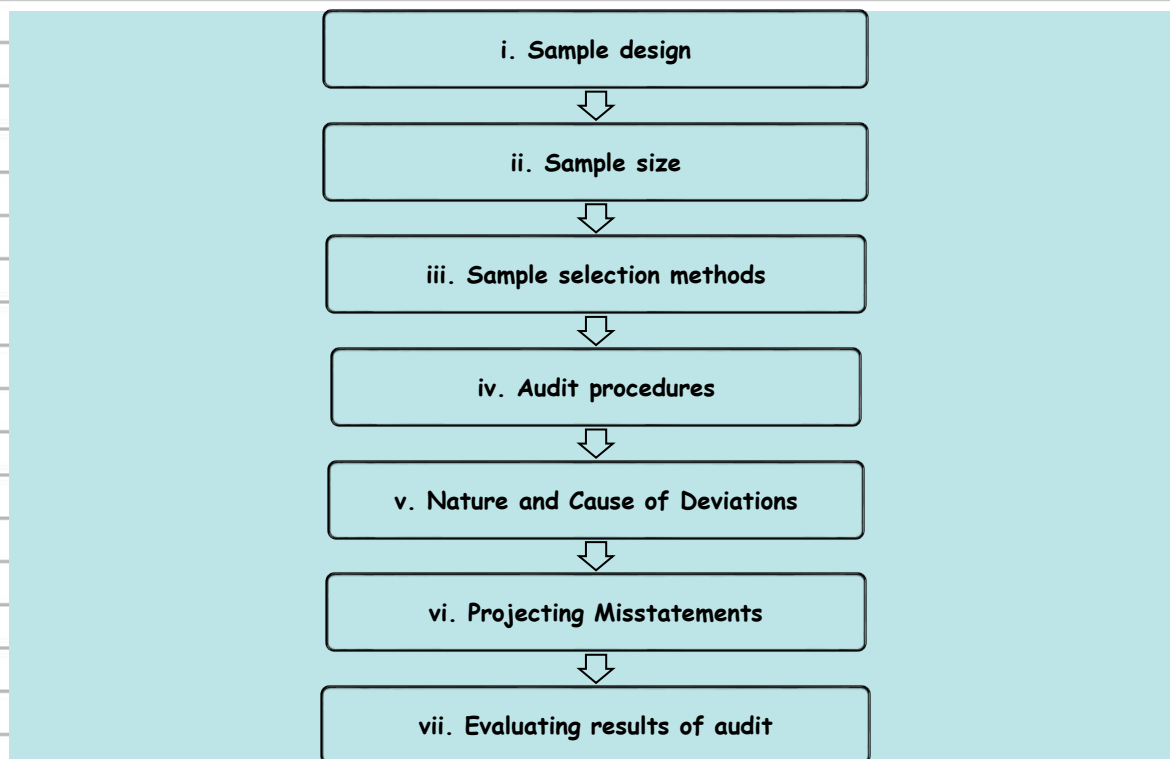 i. Sample design
ii. Sample size
iii. Sample selection methods
iv. Audit procedures
v. Nature and Cause of Deviations
vi. Projecting Misstatements
vii. Evaluating results of audit